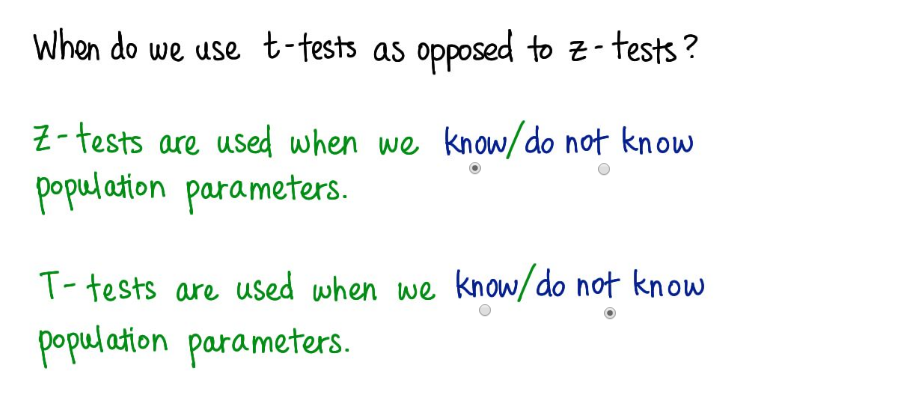 When do we use t-tests as opposed to z-tests?
Z-tests are used when we know/do not know
population parameters.
T-tests are used when we know/do not know
population parameters.